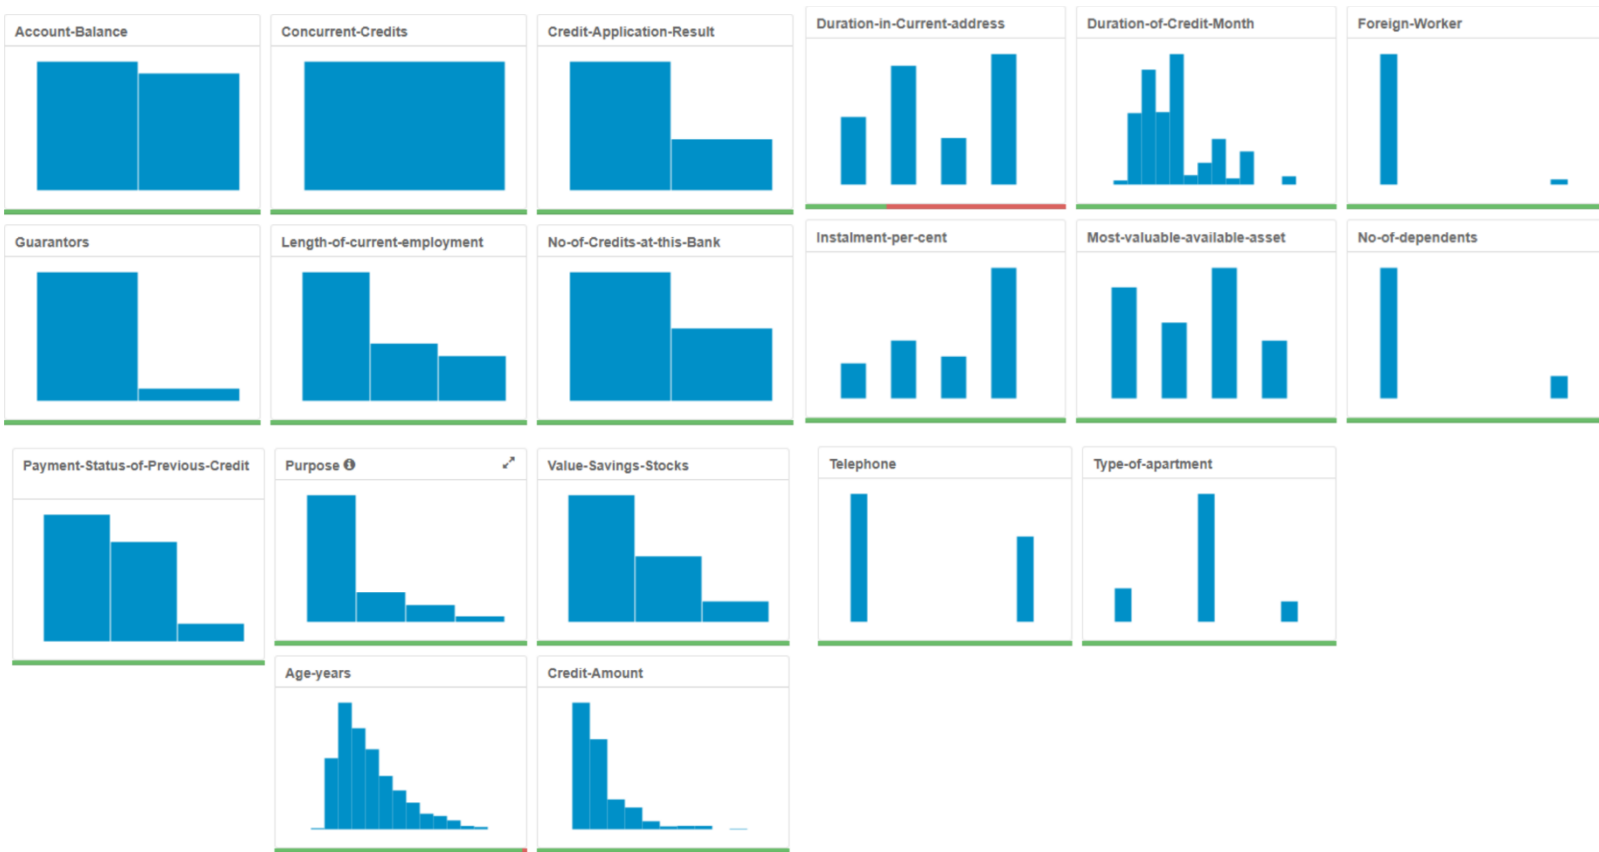 Account-Balance
Concurrent-Credits
Credit-Application-Result
Duration-in-Current-address
Duration-of-Credit-Month
Foreign-Worker
Guarantors
Length-of-current-employment
No-of-Credits-at-this-Bank
Instalment-per-cent
Most-valuable-available-asset
No-of-dependents
Payment-Status-of-Previous-Credit
Purpose
Value-Savings-Stocks
Telephone
Type-of-apartment
Age-years
Credit-Amount